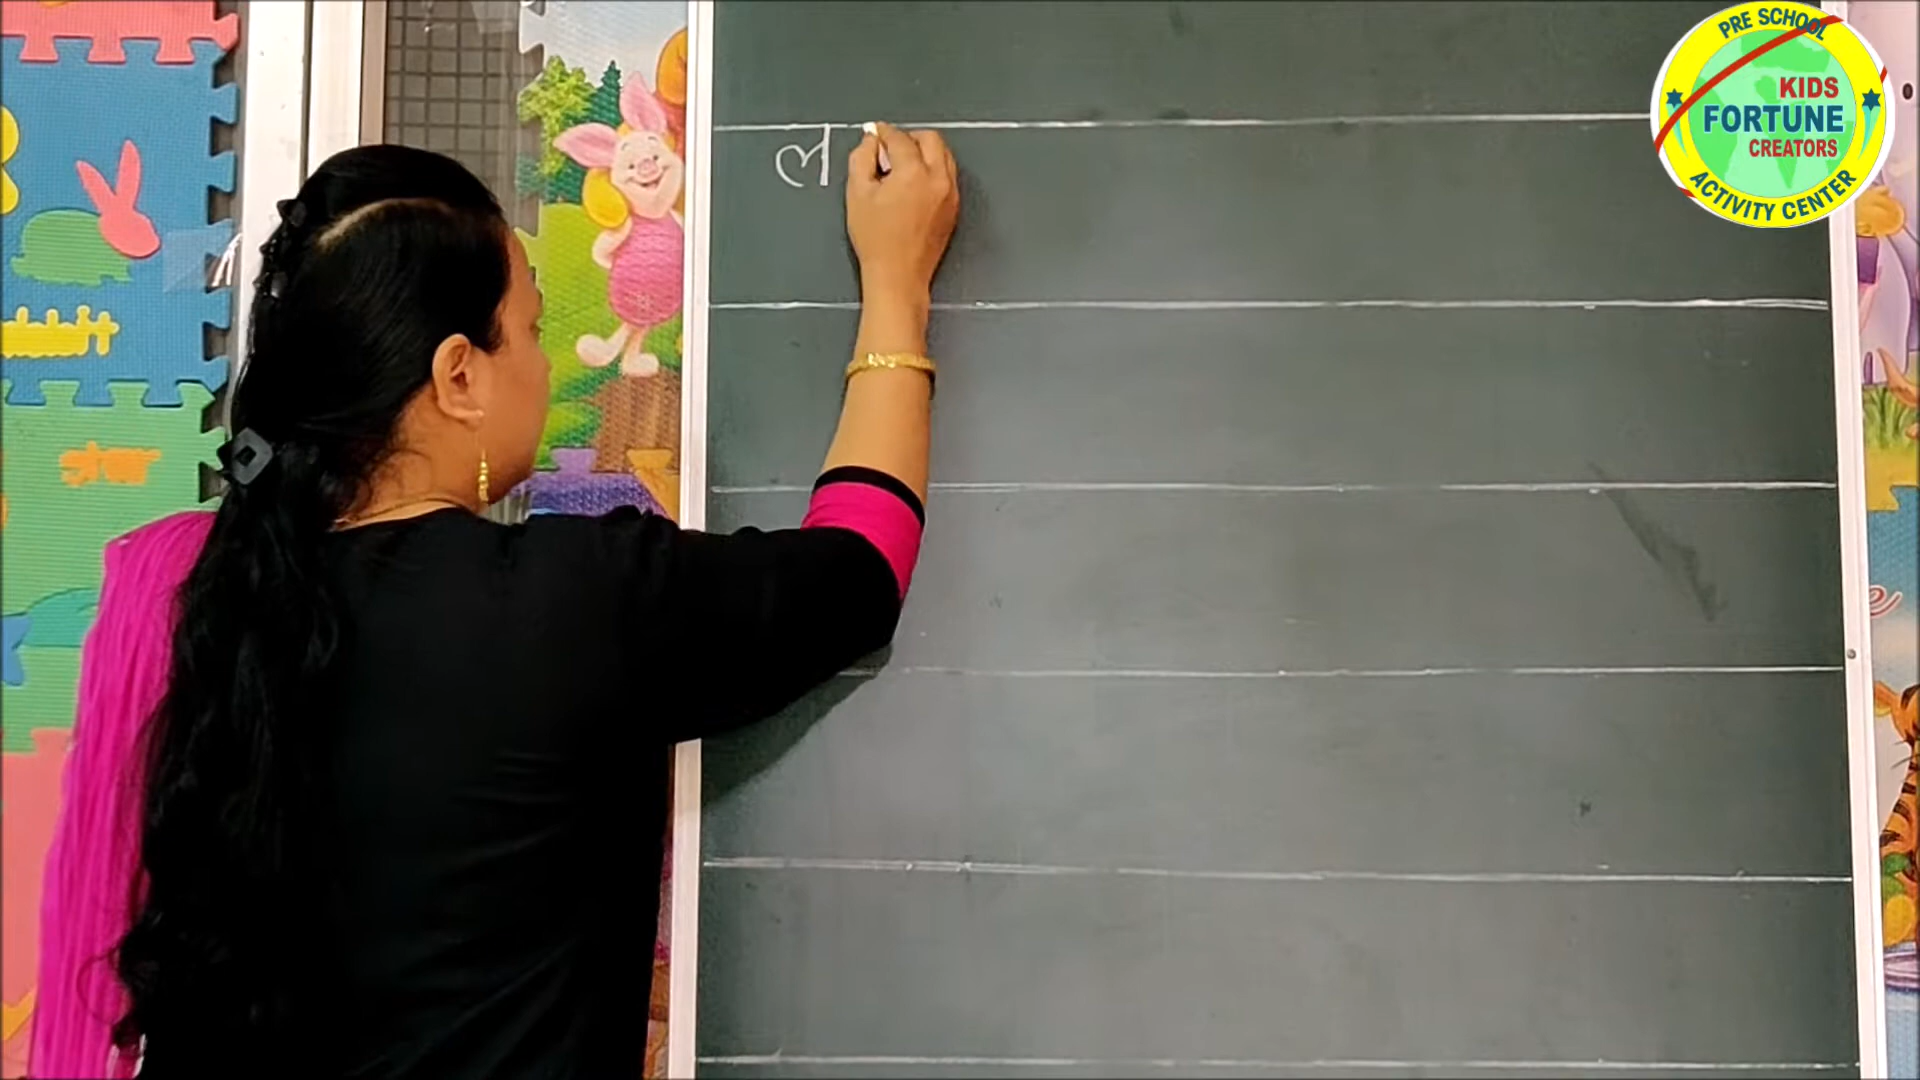 PRE SCHOOL
KIDS
FORTUNE
CREATORS
ACTIVITY CENTER
ल